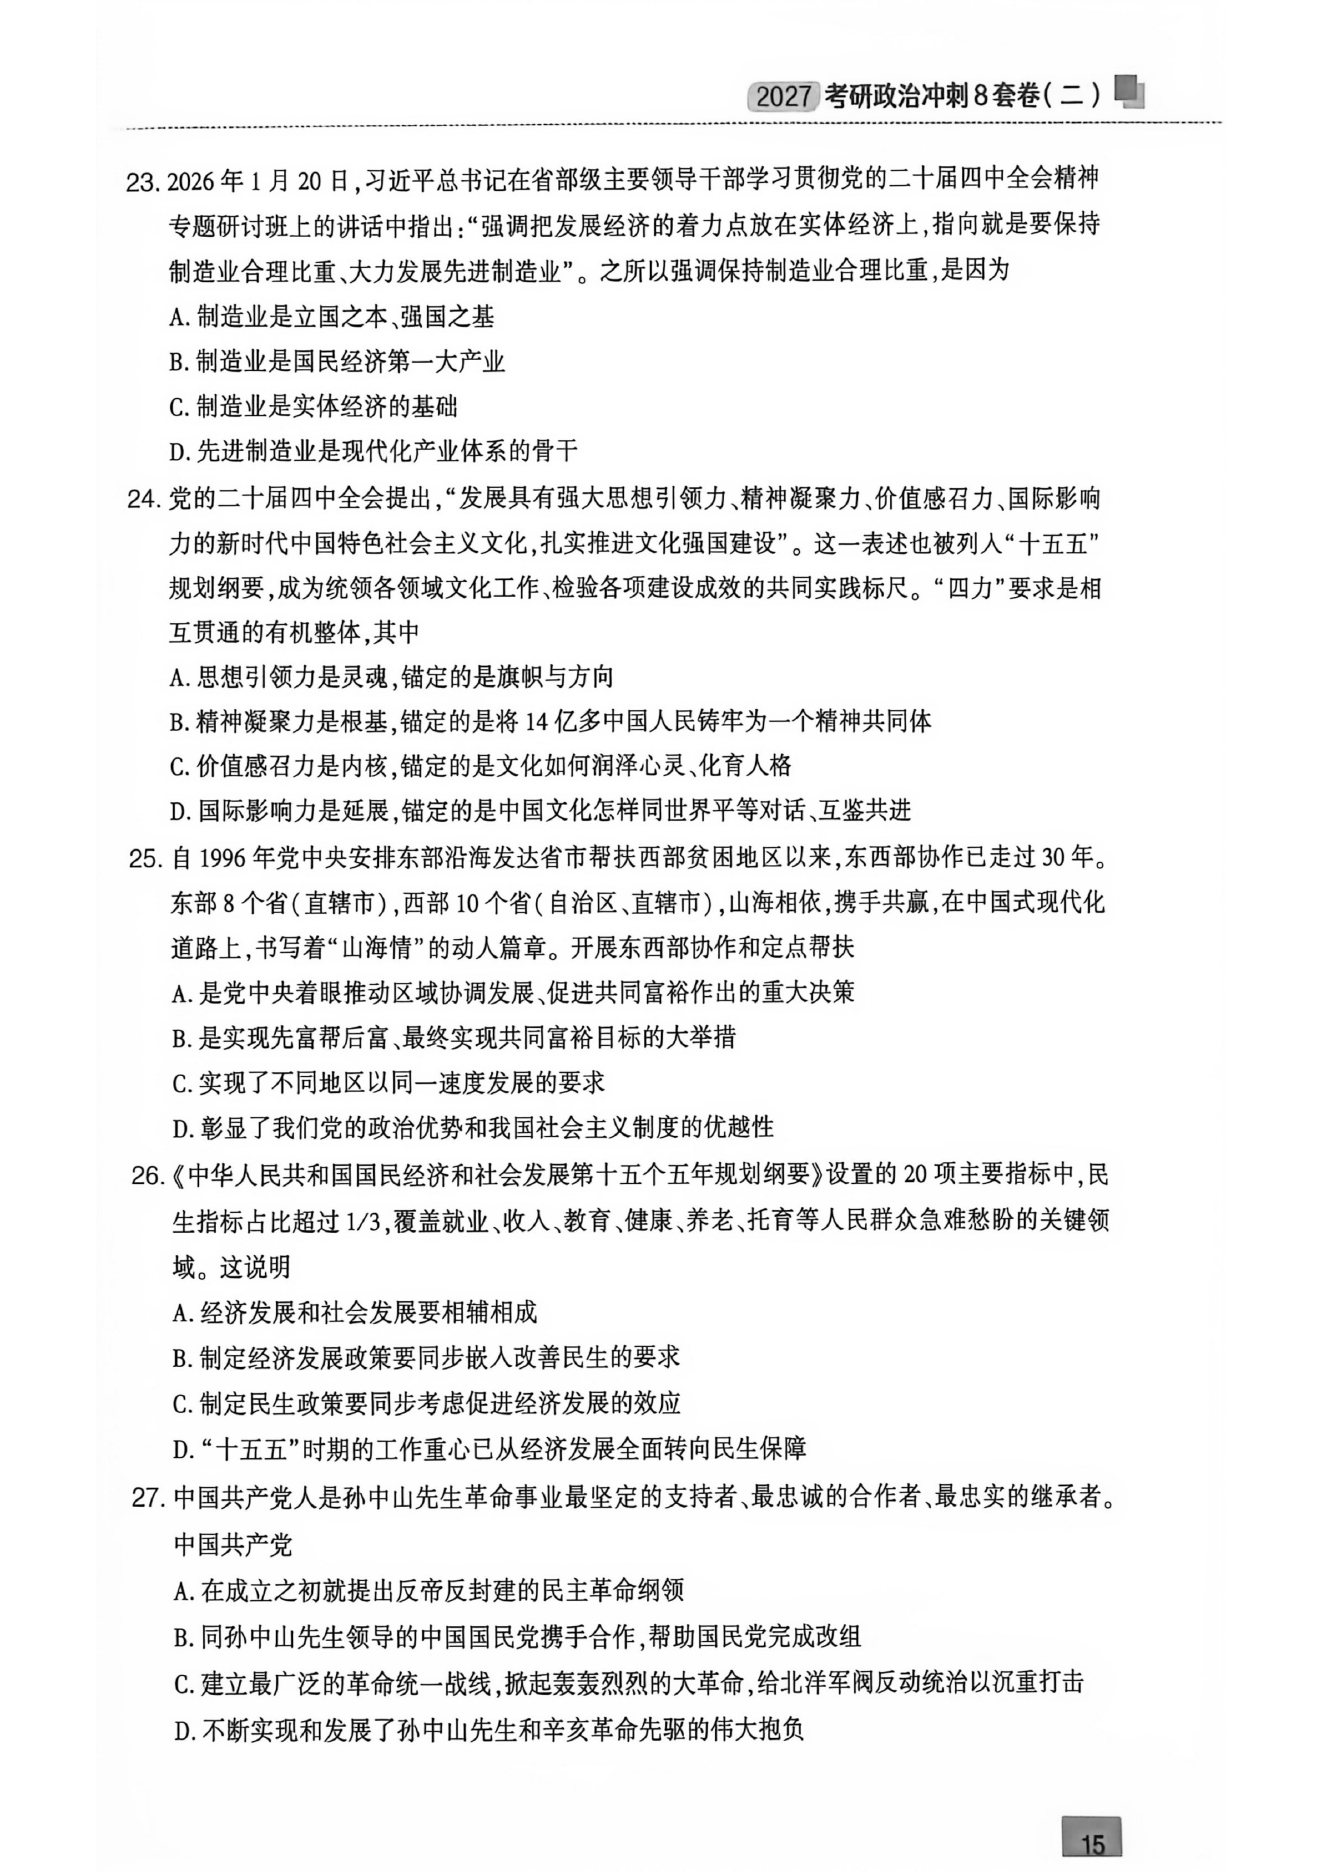 2027 考研政治冲刺8套卷(二)
23. 2026年1月20日,习近平总书记在省部级主要领导干部学习贯彻党的二十届四中全会精神
专题研讨班上的讲话中指出:“强调把发展经济的着力点放在实体经济上,指向就是要保持
制造业合理比重、大力发展先进制造业”。之所以强调保持制造业合理比重,是因为
A. 制造业是立国之本、强国之基
B. 制造业是国民经济第一大产业
C. 制造业是实体经济的基础
D. 先进制造业是现代化产业体系的骨干
24. 党的二十届四中全会提出,“发展具有强大思想引领力、精神凝聚力、价值感召力、国际影响
力的新时代中国特色社会主义文化,扎实推进文化强国建设”。这一表述也被列入“十五五”
规划纲要,成为统领各领域文化工作、检验各项建设成效的共同实践标尺。“四力”要求是相
互贯通的有机整体,其中
A. 思想引领力是灵魂,锚定的是旗帜与方向
B. 精神凝聚力是根基,锚定的是将14亿多中国人民铸牢为一个精神共同体
C. 价值感召力是内核,锚定的是文化如何润泽心灵、化育人格
D. 国际影响力是延展,锚定的是中国文化怎样同世界平等对话、互鉴共进
25. 自1996年党中央安排东部沿海发达省市帮扶西部贫困地区以来,东西部协作已走过30年。
东部8个省(直辖市),西部10个省(自治区、直辖市),山海相依,携手共赢,在中国式现代化
道路上,书写着“山海情”的动人篇章。开展东西部协作和定点帮扶
A. 是党中央着眼推动区域协调发展、促进共同富裕作出的重大决策
B. 是实现先富帮后富、最终实现共同富裕目标的大举措
C. 实现了不同地区以同一速度发展的要求
D. 彰显了我们党的政治优势和我国社会主义制度的优越性
26.《中华人民共和国国民经济和社会发展第十五个五年规划纲要》设置的20项主要指标中,民
生指标占比超过1/3,覆盖就业、收入、教育、健康、养老、托育等人民群众急难愁盼的关键领
域。这说明
A. 经济发展和社会发展要相辅相成
B. 制定经济发展政策要同步嵌入改善民生的要求
C. 制定民生政策要同步考虑促进经济发展的效应
D. “十五五”时期的工作重心已从经济发展全面转向民生保障
27. 中国共产党人是孙中山先生革命事业最坚定的支持者、最忠诚的合作者、最忠实的继承者。
中国共产党
A. 在成立之初就提出反帝反封建的民主革命纲领
B. 同孙中山先生领导的中国国民党携手合作,帮助国民党完成改组
C. 建立最广泛的革命统一战线,掀起轰轰烈烈的大革命,给北洋军阀反动统治以沉重打击
D. 不断实现和发展了孙中山先生和辛亥革命先驱的伟大抱负
15